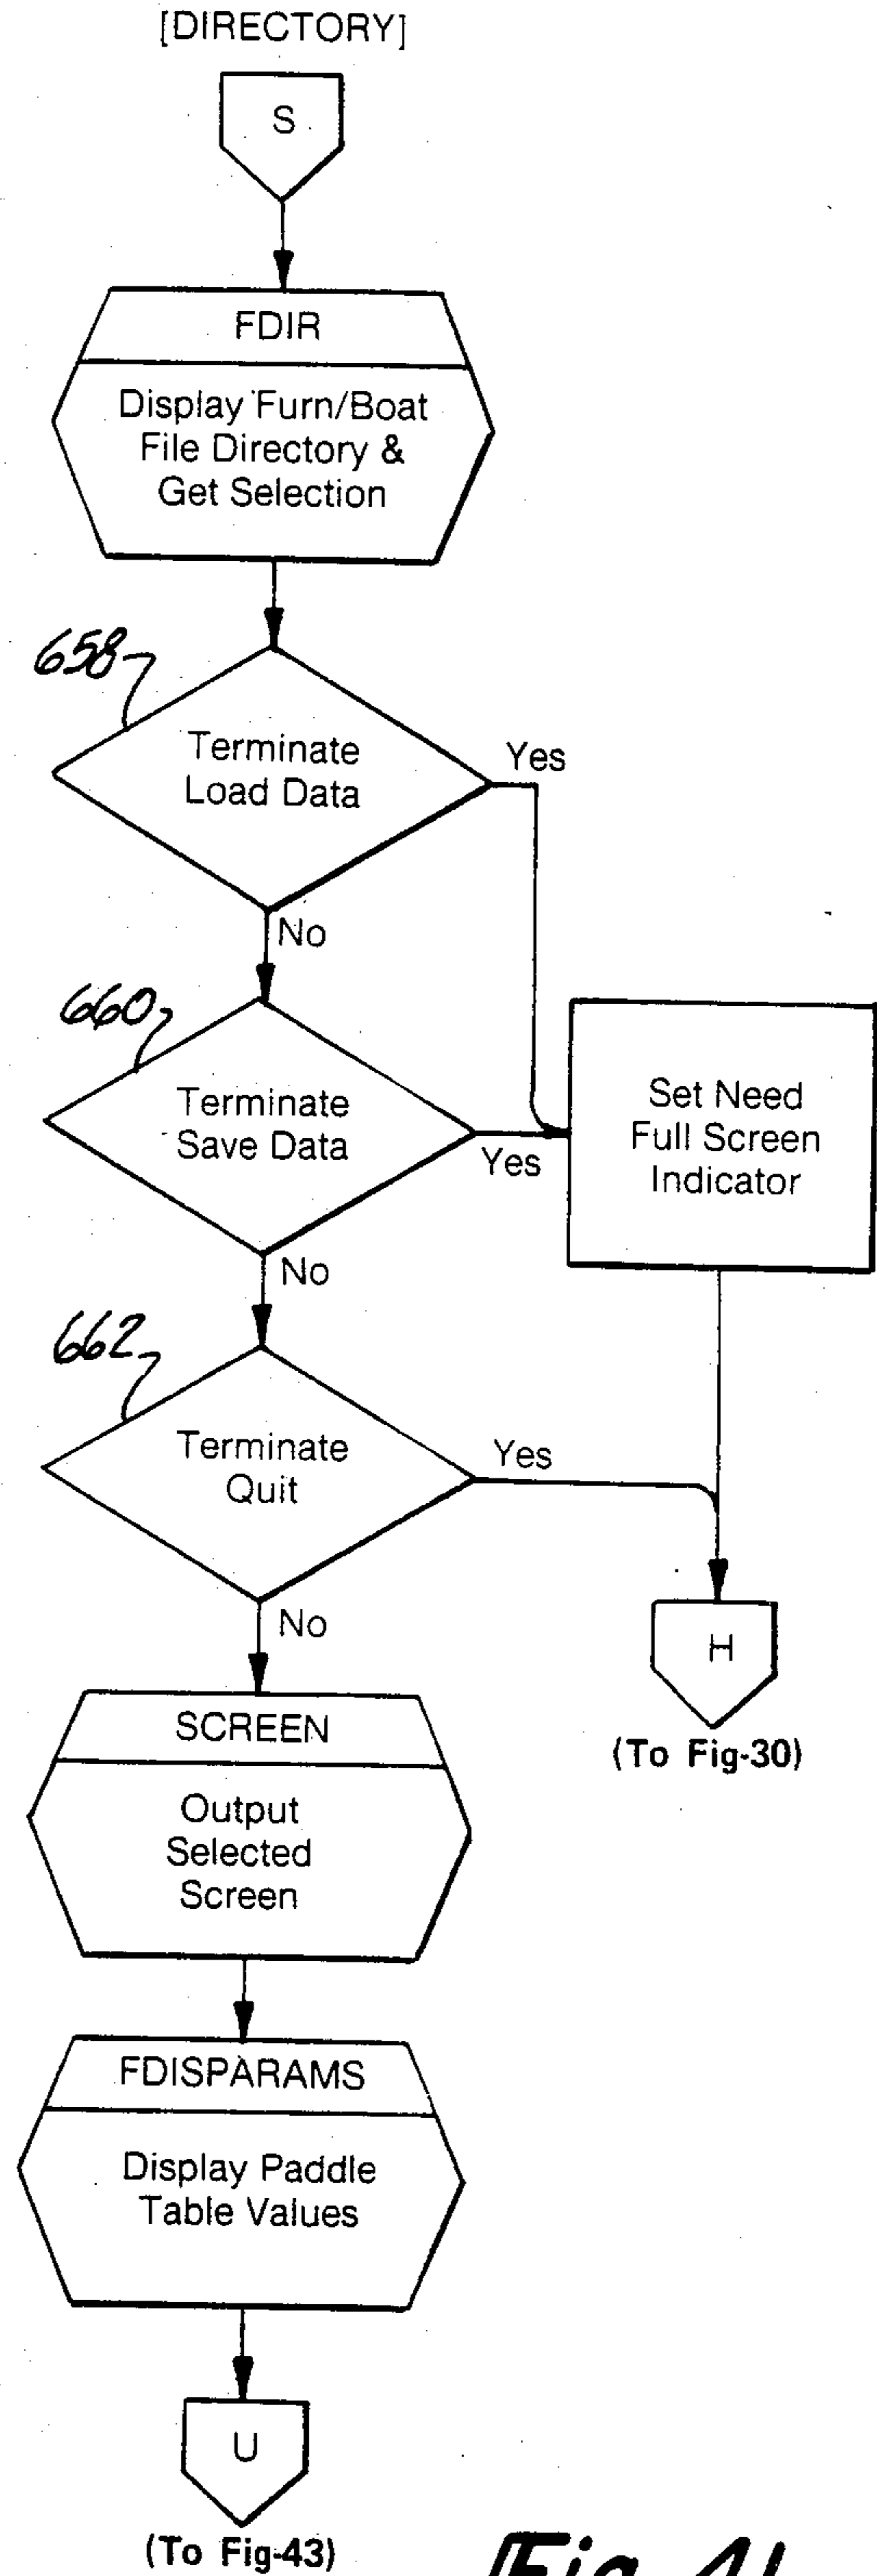 [DIRECTORY]
S
FDIR
Display Furn/Boat
File Directory &
Get Selection
658
Terminate
Load Data
Yes
No
660
Terminate
Save Data
Yes
Set Need
Full Screen
Indicator
No
662
Terminate
Quit
Yes
No
H
(To Fig-30)
SCREEN
Output
Selected
Screen
FDISPARAMS
Display Paddle
Table Values
U
(To Fig-43)